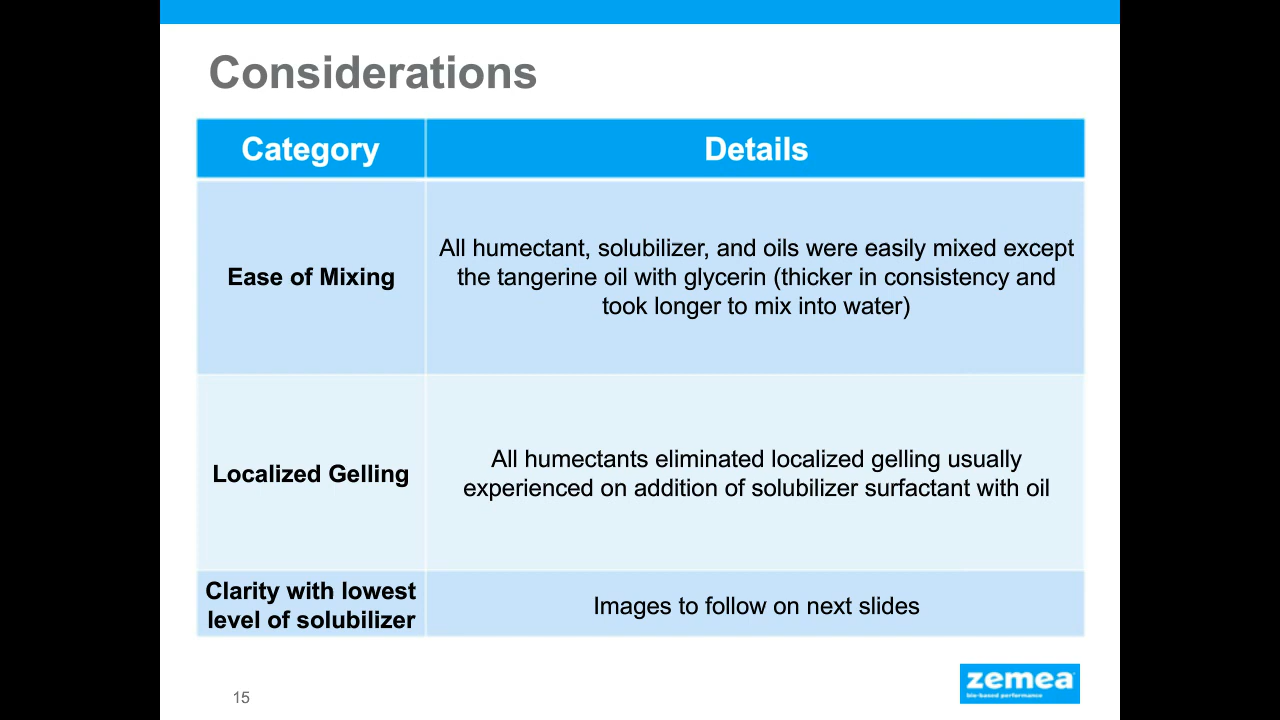 Considerations
Category
Details
Ease of Mixing
All humectant, solubilizer, and oils were easily mixed except
the tangerine oil with glycerin (thicker in consistency and
took longer to mix into water)
Localized Gelling
All humectants eliminated localized gelling usually
experienced on addition of solubilizer surfactant with oil
Clarity with lowest
level of solubilizer
Images to follow on next slides
15
zemea
bio-based performance